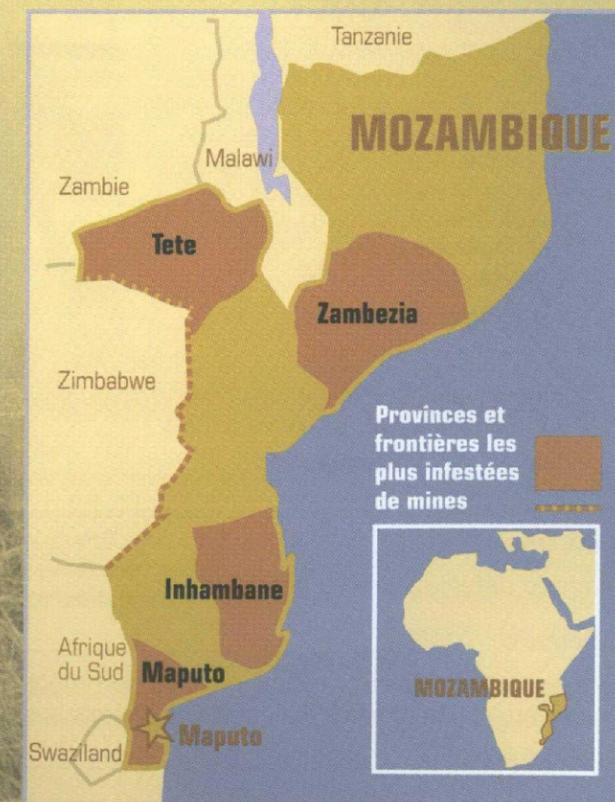 Tanzanie
MOZAMBIQUE
Malawi
Zambie
Tete
Zambezia
Zimbabwe
Provinces et
frontières les
plus infestées
de mines
Inhambane
Afrique
du Sud
Maputo
MOZAMBIQUE
Maputo
Swaziland